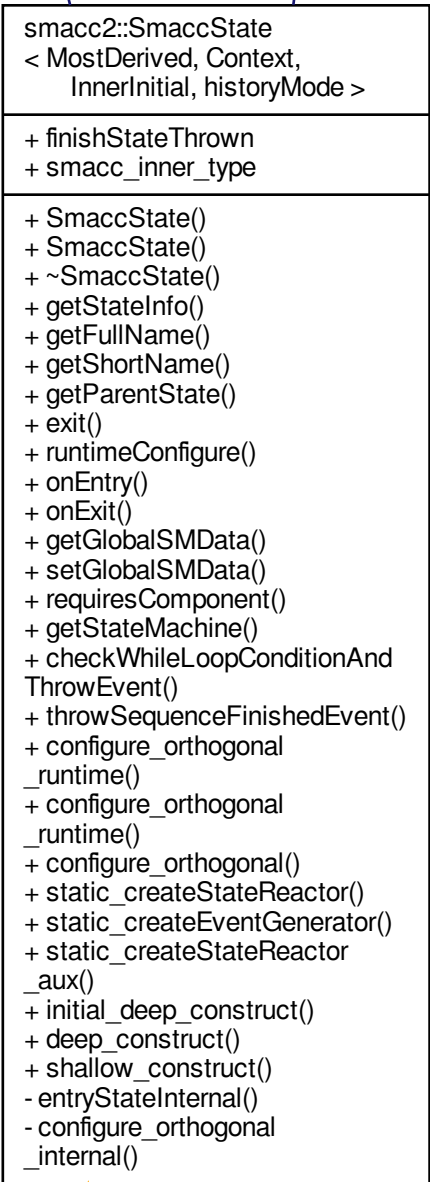 smacc2::SmaccState
< MostDerived, Context,
InnerInitial, historyMode >
+ finishStateThrown
+ smacc_inner_type
+ SmaccState()
+ SmaccState()
+ ~SmaccState()
+ getStateInfo()
+ getFullName()
+ getShortName()
+ getParentState()
+ exit()
+ runtimeConfigure()
+ onEntry()
+ onExit()
+ getGlobalSMData()
+ setGlobalSMData()
+ requiresComponent()
+ getStateMachine()
+ checkWhileLoopConditionAnd
ThrowEvent()
+ throwSequenceFinishedEvent()
+ configure_orthogonal
_runtime()
+ configure_orthogonal
_runtime()
+ configure_orthogonal()
+ static_createStateReactor()
+ static_createEventGenerator()
+ static_createStateReactor
_aux()
+ initial_deep_construct()
+ deep_construct()
+ shallow_construct()
- entryStateInternal()
- configure_orthogonal
_internal()